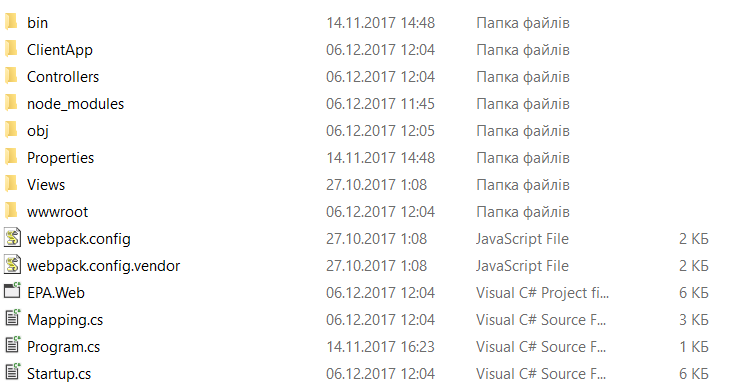 bin 14.11.2017 14:48 Папка файлів
ClientApp 06.12.2017 12:04 Папка файлів
Controllers 06.12.2017 12:04 Папка файлів
node_modules 06.12.2017 11:45 Папка файлів
obj 06.12.2017 12:05 Папка файлів
Properties 14.11.2017 14:48 Папка файлів
Views 27.10.2017 1:08 Папка файлів
wwwroot 06.12.2017 12:04 Папка файлів
webpack.config 27.10.2017 1:08 JavaScript File 2 КБ
webpack.config.vendor 27.10.2017 1:08 JavaScript File 2 КБ
EPA.Web 06.12.2017 12:04 Visual C# Project fi... 6 КБ
Mapping.cs 06.12.2017 12:04 Visual C# Source F... 3 КБ
Program.cs 14.11.2017 16:23 Visual C# Source F... 1 КБ
Startup.cs 06.12.2017 12:04 Visual C# Source F... 6 КБ